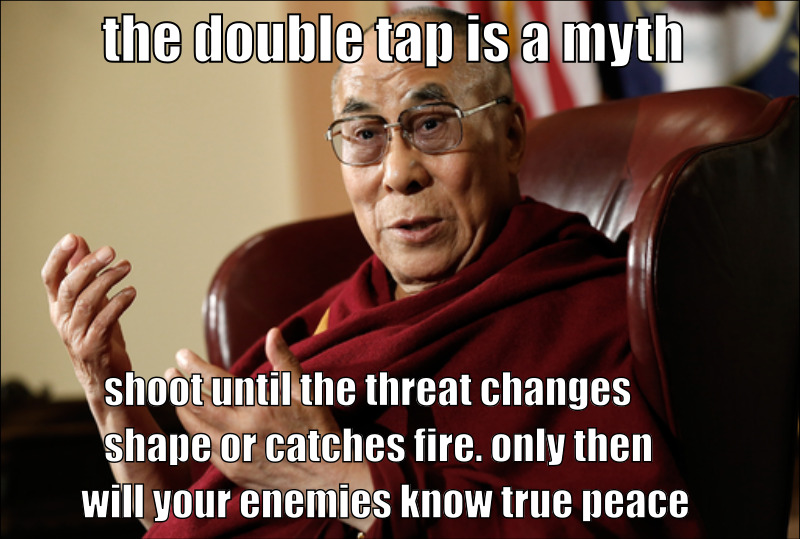 the double tap is a myth
shoot until the threat changes
shape or catches fire. only then
will your enemies know true peace